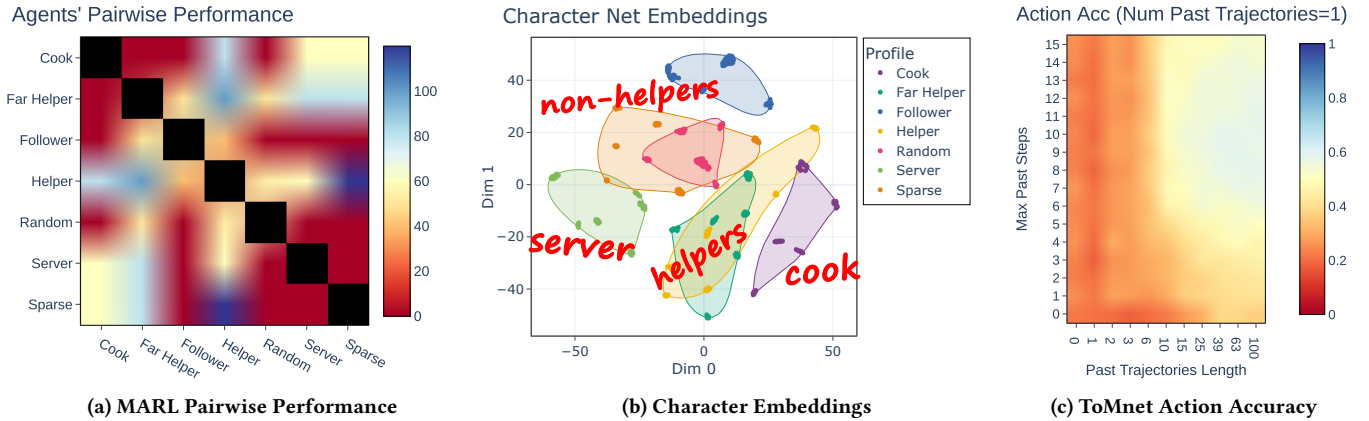 Agents' Pairwise Performance
Cook
Far Helper
Follower
Helper
Random
Server
Sparse
Cook
Far Helper
Follower
Helper
Random
Server
Sparse
100
80
60
40
20
0
(a) MARL Pairwise Performance
Character Net Embeddings
Dim 1
40
20
0
−20
−40
non-helpers
server
helpers
cook
−50
0
50
Dim 0
Profile
Cook
Far Helper
Follower
Helper
Random
Server
Sparse
(b) Character Embeddings
Action Acc (Num Past Trajectories=1)
Max Past Steps
15
14
13
12
11
10
9
8
7
6
5
4
3
2
1
0
0
1
2
3
6
10
15
25
39
63
100
Past Trajectories Length
1
0.8
0.6
0.4
0.2
0
(c) ToMnet Action Accuracy